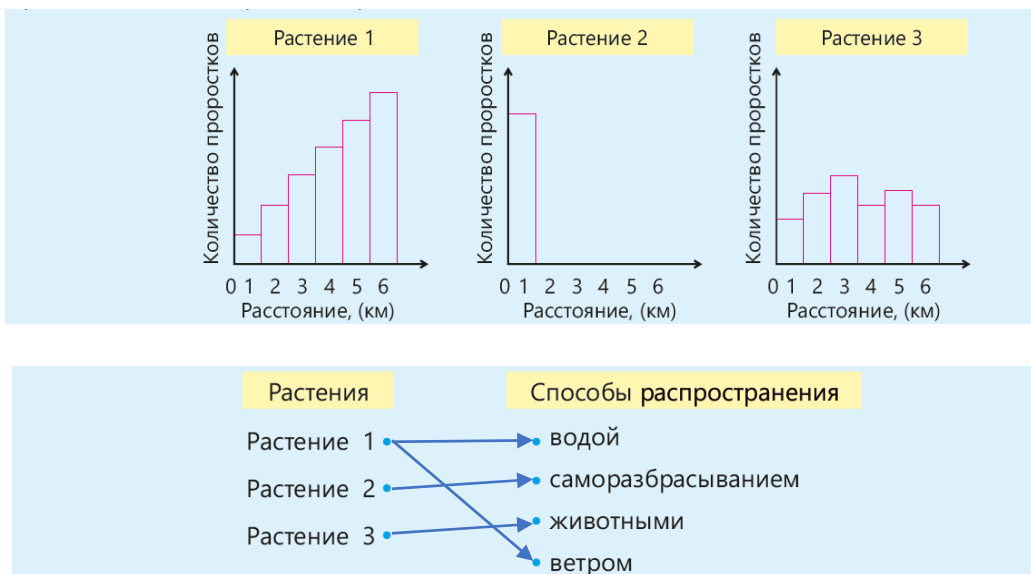 Растение 1
Растение 2
Растение 3
Количество проростков
Количество проростков
Количество проростков
0 1 2 3 4 5 6
0 1 2 3 4 5 6
0 1 2 3 4 5 6
Расстояние, (км)
Расстояние, (км)
Расстояние, (км)
Растения
Способы распространения
Растение 1
водой
Растение 2
саморазбрасыванием
Растение 3
животными
ветром